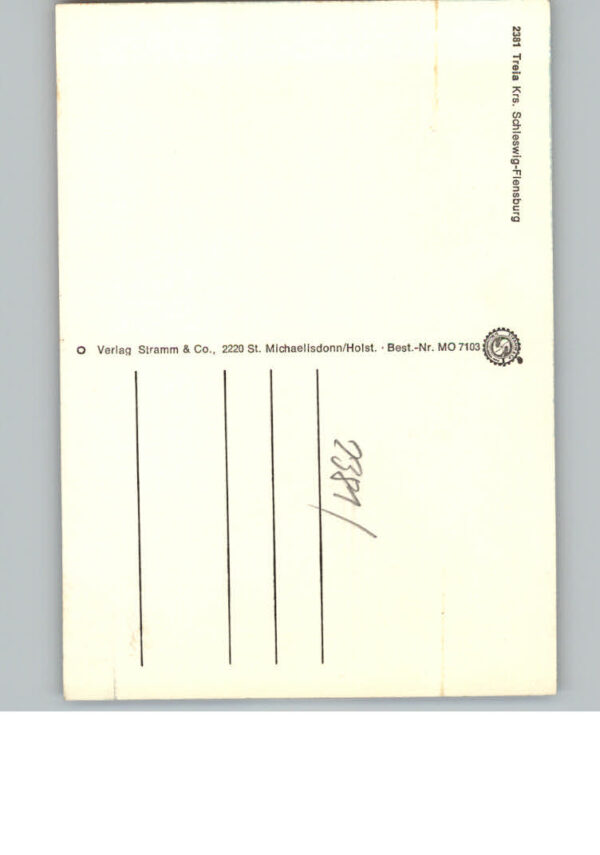 2381 Treia Krs. Schleswig-Flensburg
Verlag Stramm & Co., 2220 St. Michaelisdonn/Holst. · Best.-Nr. MO 7103
2381/